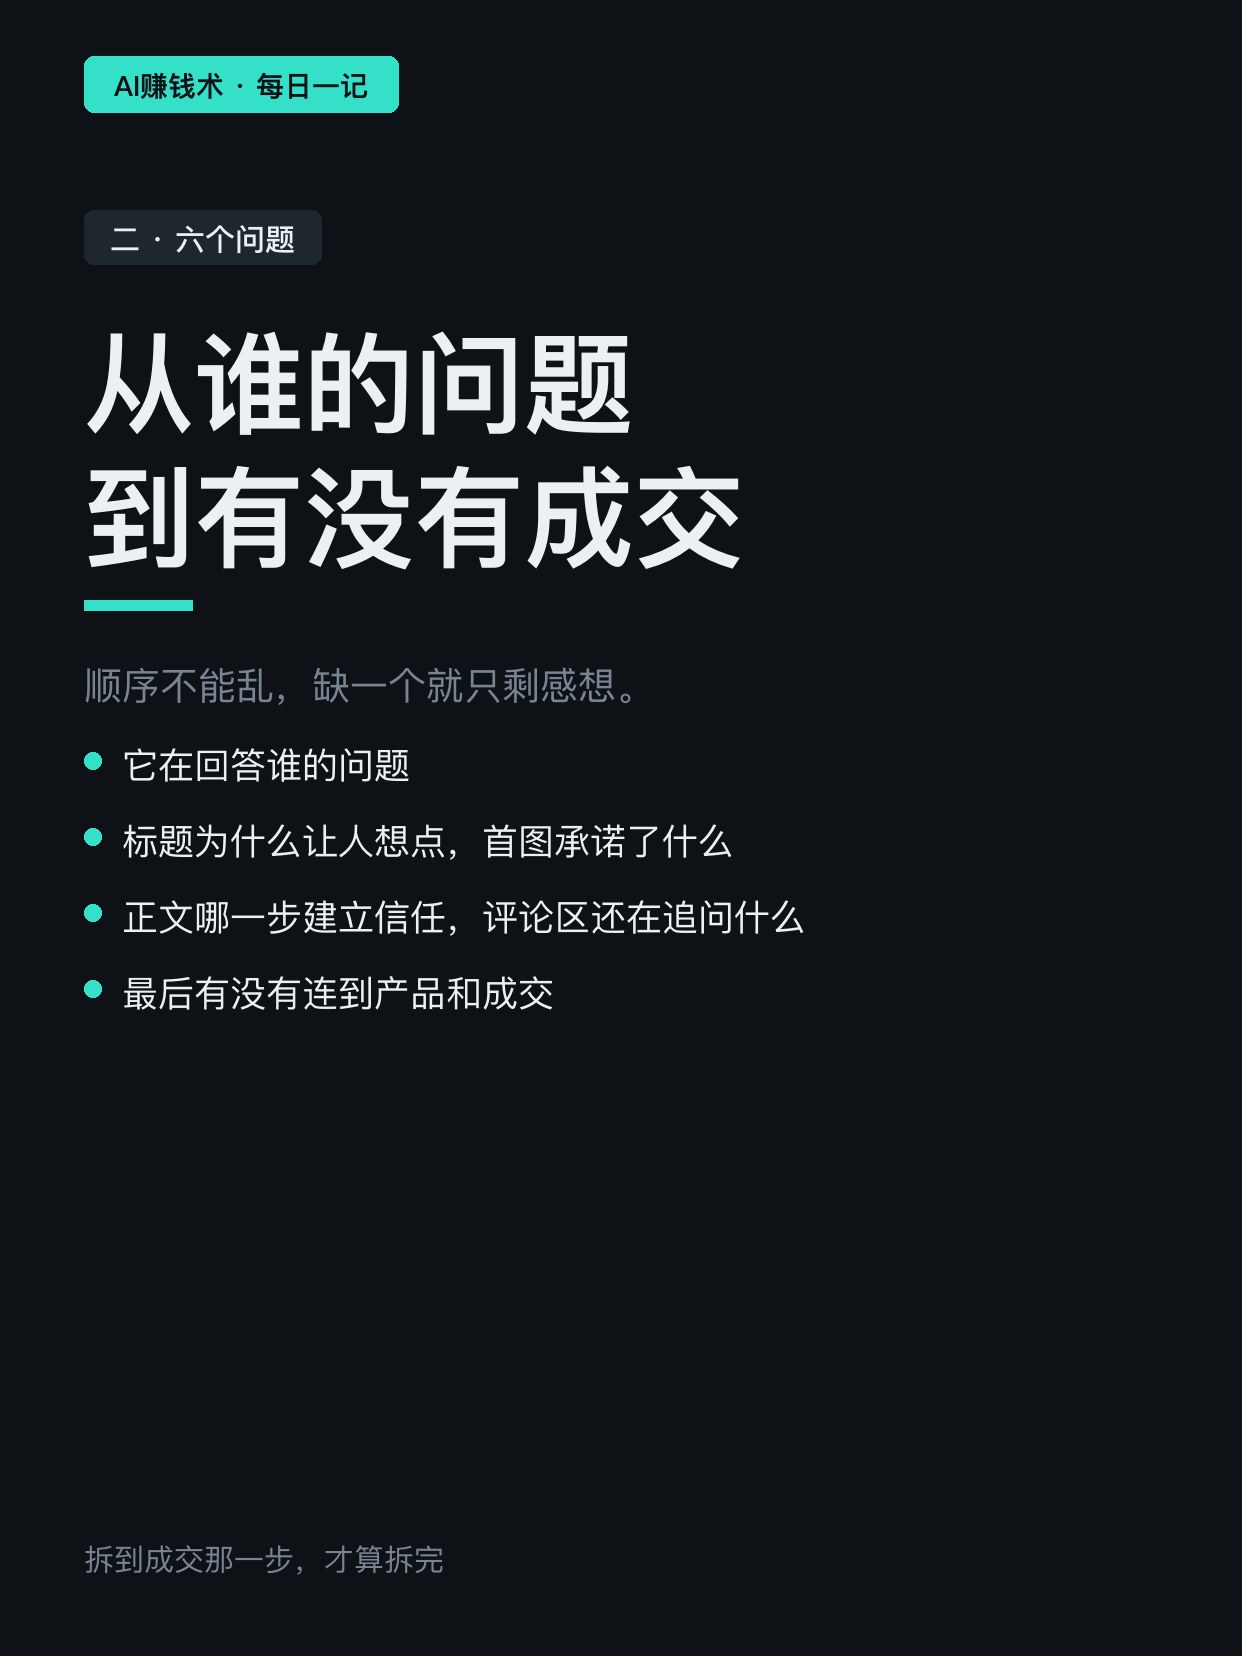 AI赚钱术 · 每日一记
二 · 六个问题
从谁的问题
到有没有成交
顺序不能乱，缺一个就只剩感想。
它在回答谁的问题
标题为什么让人想点，首图承诺了什么
正文哪一步建立信任，评论区还在追问什么
最后有没有连到产品和成交
拆到成交那一步，才算拆完